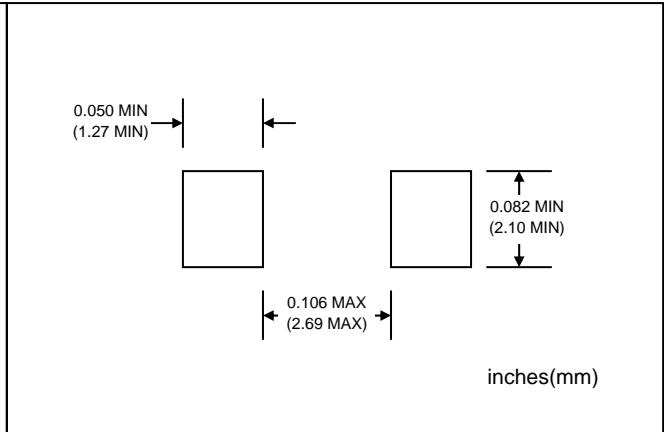 0.050 MIN
(1.27 MIN)
0.082 MIN
(2.10 MIN)
0.106 MAX
(2.69 MAX)
inches(mm)